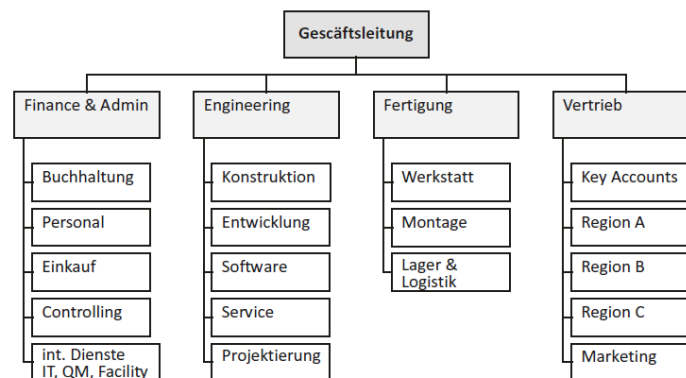 Gescäftsleitung
Finance & Admin
Engineering
Fertigung
Vertrieb
Buchhaltung
Konstruktion
Werkstatt
Key Accounts
Personal
Entwicklung
Montage
Region A
Einkauf
Software
Lager &
Logistik
Region B
Controlling
Service
Region C
int. Dienste
IT, QM, Facility
Projektierung
Marketing